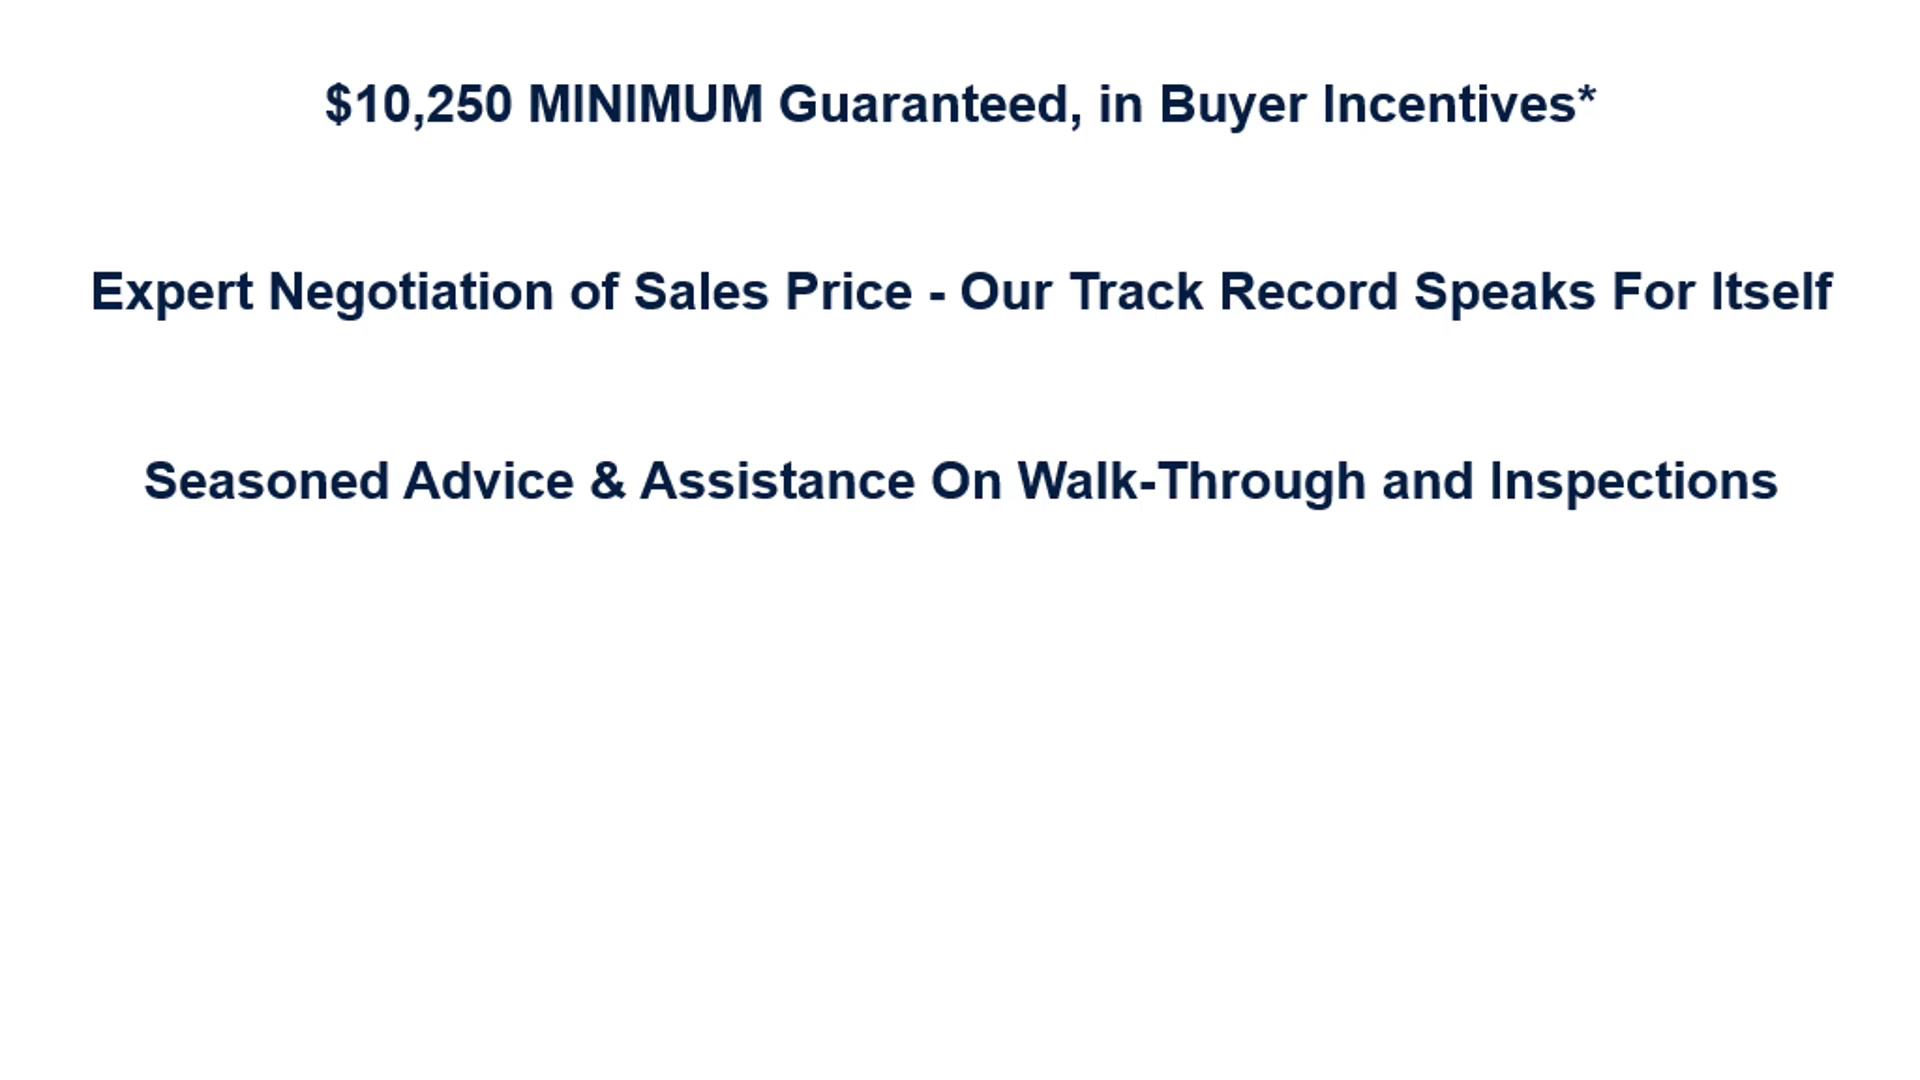 $10,250 MINIMUM Guaranteed, in Buyer Incentives*
Expert Negotiation of Sales Price - Our Track Record Speaks For Itself
Seasoned Advice & Assistance On Walk-Through and Inspections